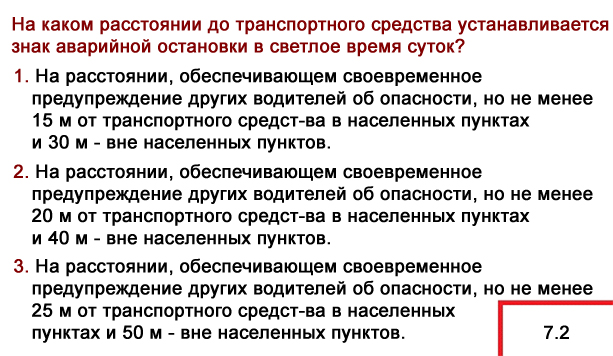 На каком расстоянии до транспортного средства устанавливается
знак аварийной остановки в светлое время суток?
1. На расстоянии, обеспечивающем своевременное
предупреждение других водителей об опасности, но не менее
15 м от транспортного средст-ва в населенных пунктах
и 30 м - вне населенных пунктов.
2. На расстоянии, обеспечивающем своевременное
предупреждение других водителей об опасности, но не менее
20 м от транспортного средст-ва в населенных пунктах
и 40 м - вне населенных пунктов.
3. На расстоянии, обеспечивающем своевременное
предупреждение других водителей об опасности, но не менее
25 м от транспортного средст-ва в населенных
пунктах и 50 м - вне населенных пунктов.
7.2